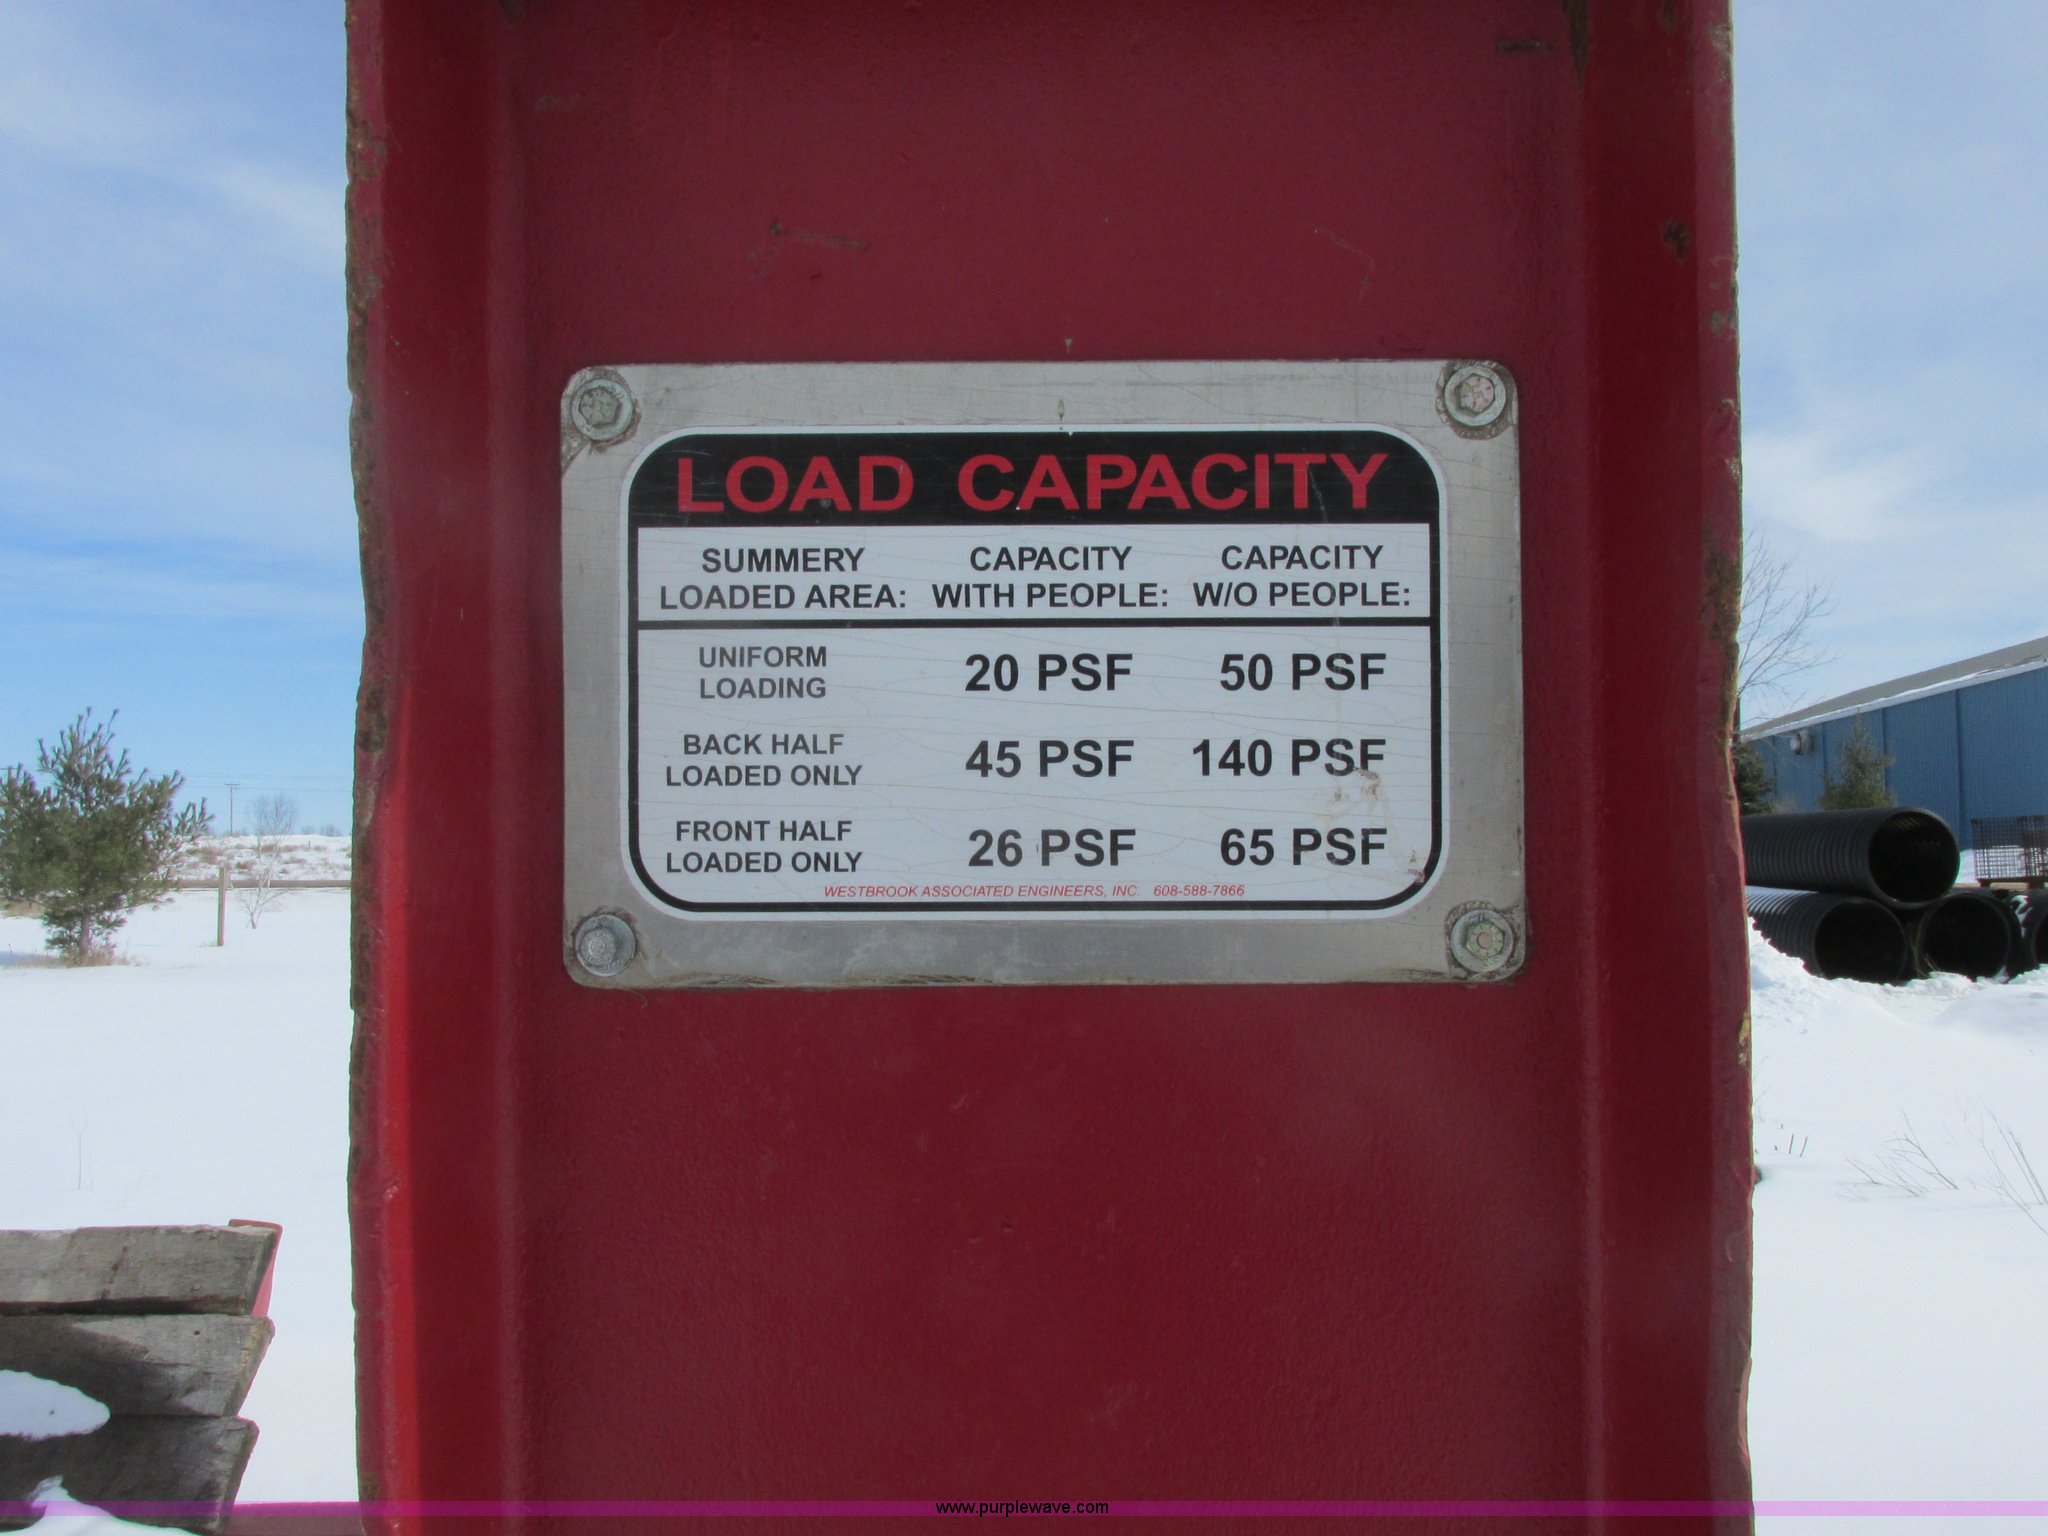 LOAD CAPACITY
SUMMERY LOADED AREA: CAPACITY WITH PEOPLE: CAPACITY W/O PEOPLE:
UNIFORM LOADING 20 PSF 50 PSF
BACK HALF LOADED ONLY 45 PSF 140 PSF
FRONT HALF LOADED ONLY 26 PSF 65 PSF
WESTBROOK ASSOCIATED ENGINEERS, INC. 608-588-7866
www.purplewave.com